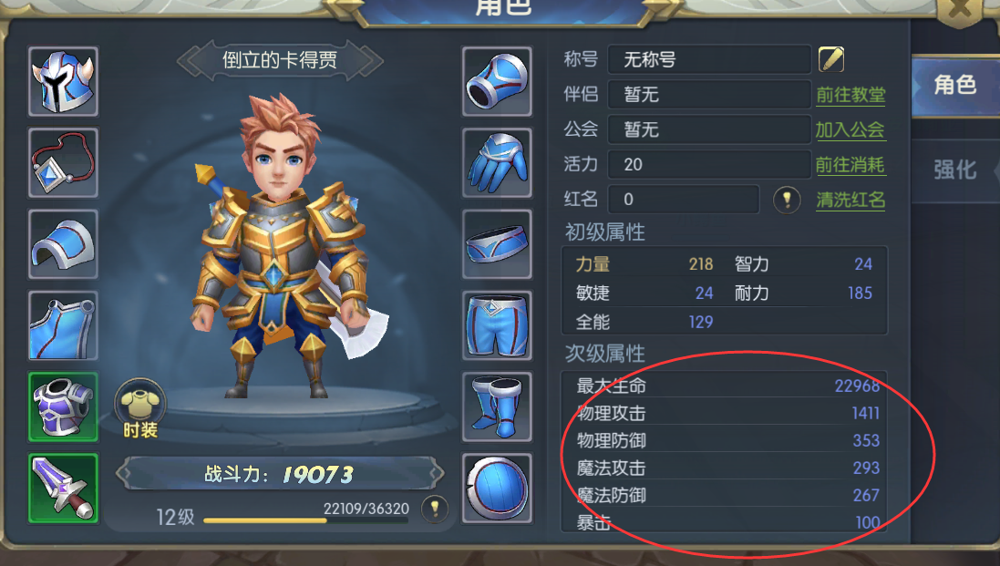 角色
倒立的卡得贾
称号 无称号
伴侣 暂无 前往教堂
公会 暂无 加入公会
活力 20 前往消耗
红名 0 清洗红名
初级属性
力量 218 智力 24
敏捷 24 耐力 185
全能 129
次级属性
最大生命 22968
物理攻击 1411
物理防御 353
魔法攻击 293
魔法防御 267
暴击 100
时装
战斗力：19073
12级 22109/36320
角色
强化